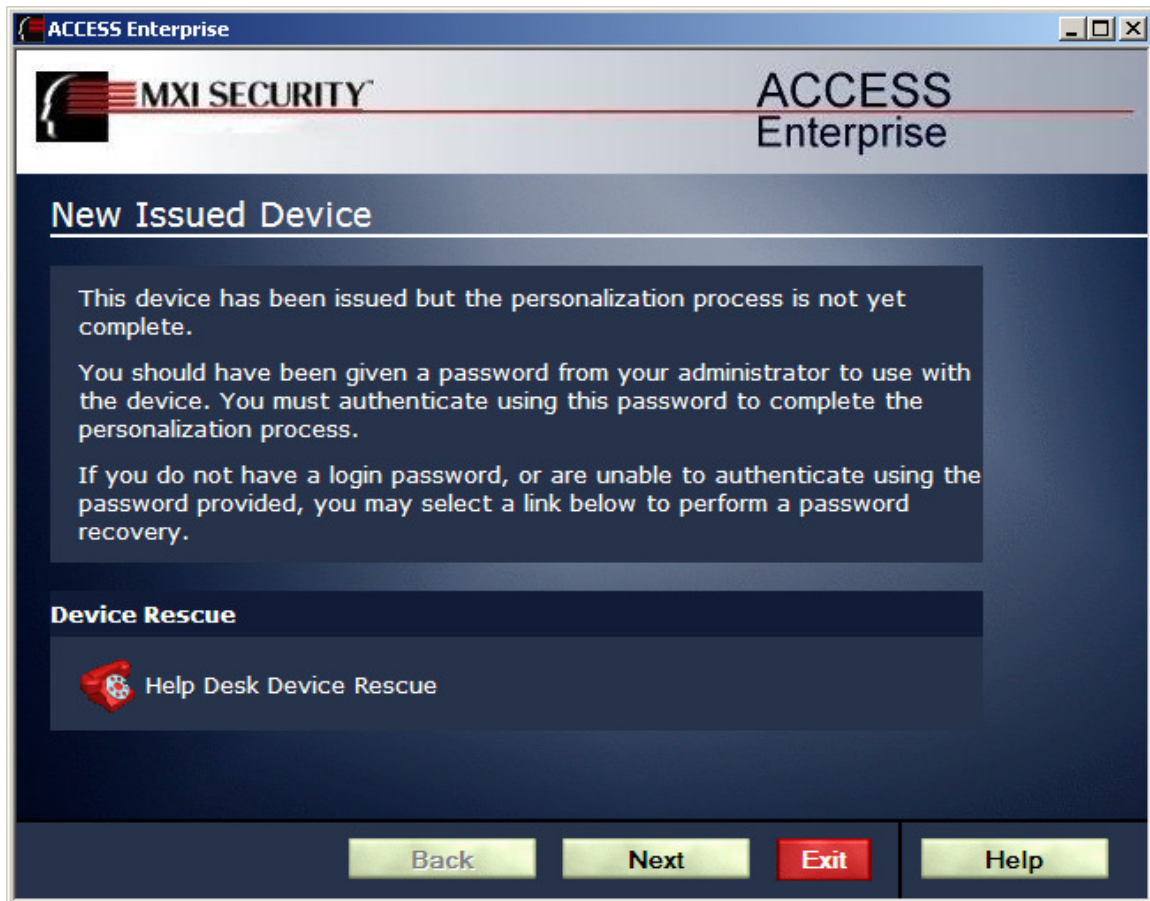 ACCESS Enterprise
MXI SECURITY™
ACCESS
Enterprise
New Issued Device
This device has been issued but the personalization process is not yet
complete.
You should have been given a password from your administrator to use with
the device. You must authenticate using this password to complete the
personalization process.
If you do not have a login password, or are unable to authenticate using the
password provided, you may select a link below to perform a password
recovery.
Device Rescue
Help Desk Device Rescue
Back Next Exit Help